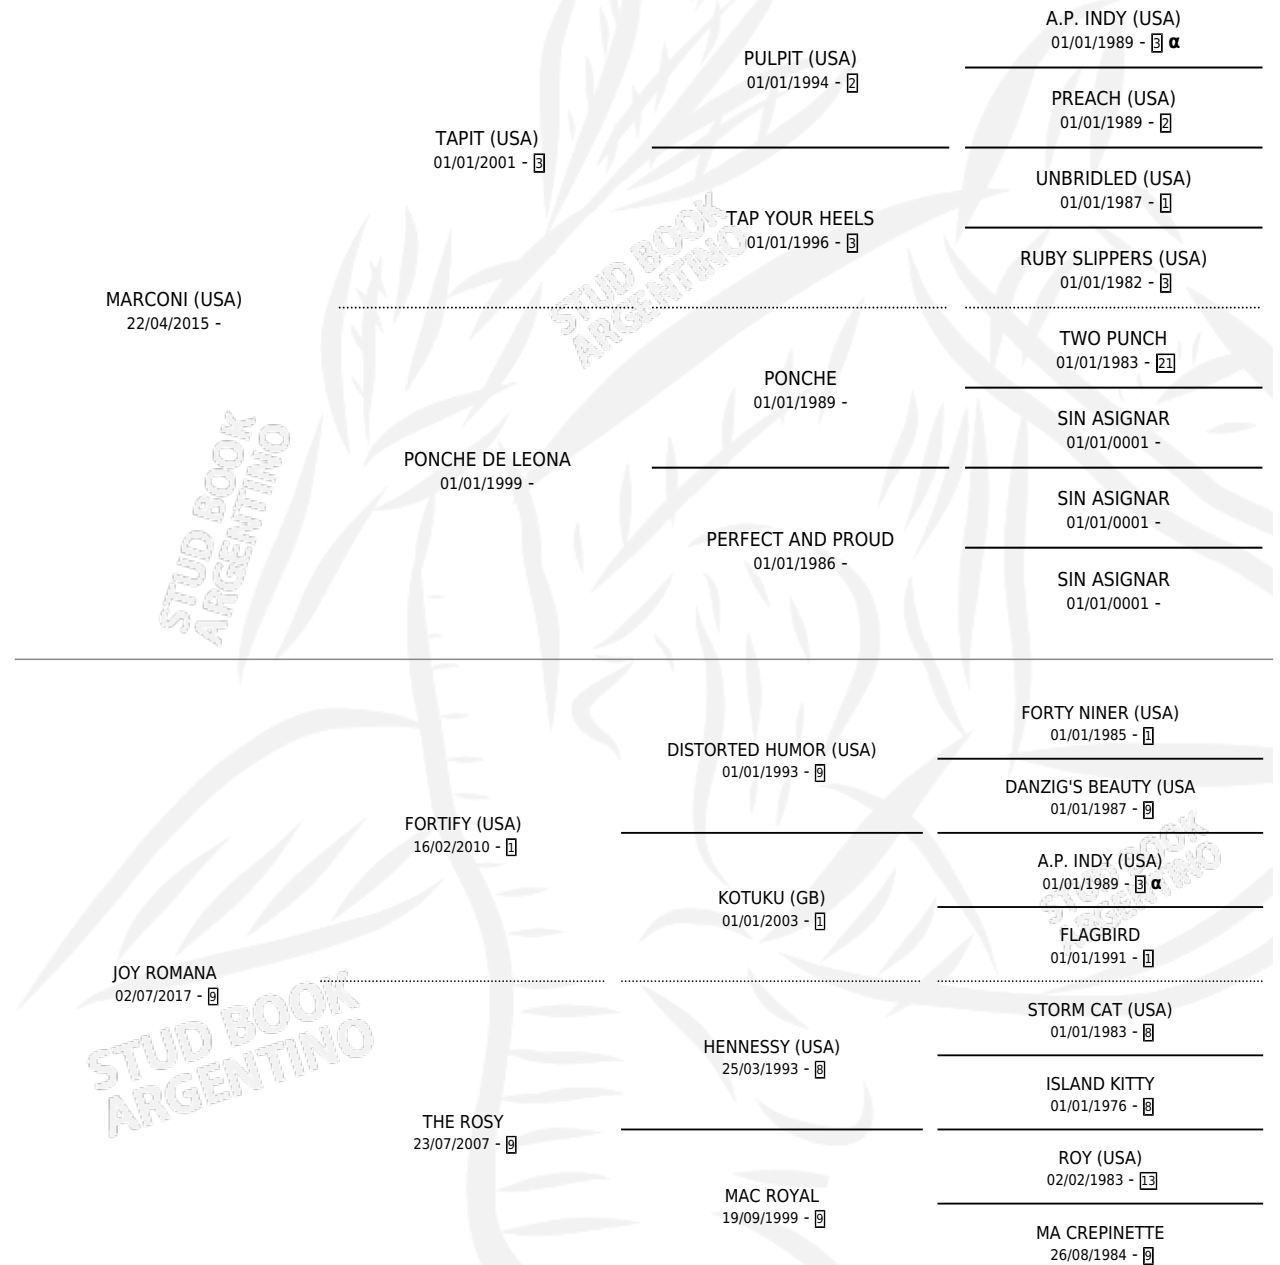 A.P. INDY (USA)
01/01/1989 - 3 α
PULPIT (USA)
01/01/1994 - 2
PREACH (USA)
01/01/1989 - 2
TAPIT (USA)
01/01/2001 - 3
UNBRIDLED (USA)
01/01/1987 - 1
TAP YOUR HEELS
01/01/1996 - 3
RUBY SLIPPERS (USA)
01/01/1982 - 3
MARCONI (USA)
22/04/2015 -
TWO PUNCH
01/01/1983 - 21
PONCHE
01/01/1989 -
SIN ASIGNAR
01/01/0001 -
PONCHE DE LEONA
01/01/1999 -
SIN ASIGNAR
01/01/0001 -
PERFECT AND PROUD
01/01/1986 -
SIN ASIGNAR
01/01/0001 -
FORTY NINER (USA)
01/01/1985 - 1
DISTORTED HUMOR (USA)
01/01/1993 - 9
DANZIG'S BEAUTY (USA
01/01/1987 - 9
FORTIFY (USA)
16/02/2010 - 1
A.P. INDY (USA)
01/01/1989 - 3 α
KOTUKU (GB)
01/01/2003 - 1
FLAGBIRD
01/01/1991 - 1
JOY ROMANA
02/07/2017 - 9
STORM CAT (USA)
01/01/1983 - 8
HENNESSY (USA)
25/03/1993 - 8
ISLAND KITTY
01/01/1976 - 8
THE ROSY
23/07/2007 - 9
ROY (USA)
02/02/1983 - 13
MAC ROYAL
19/09/1999 - 9
MA CREPINETTE
26/08/1984 - 9
STUD BOOK
ARGENTINO
STUD BOOK
ARGENTINO
STUD BOOK
ARGENTINO
STUD BOOK
ARGENTINO